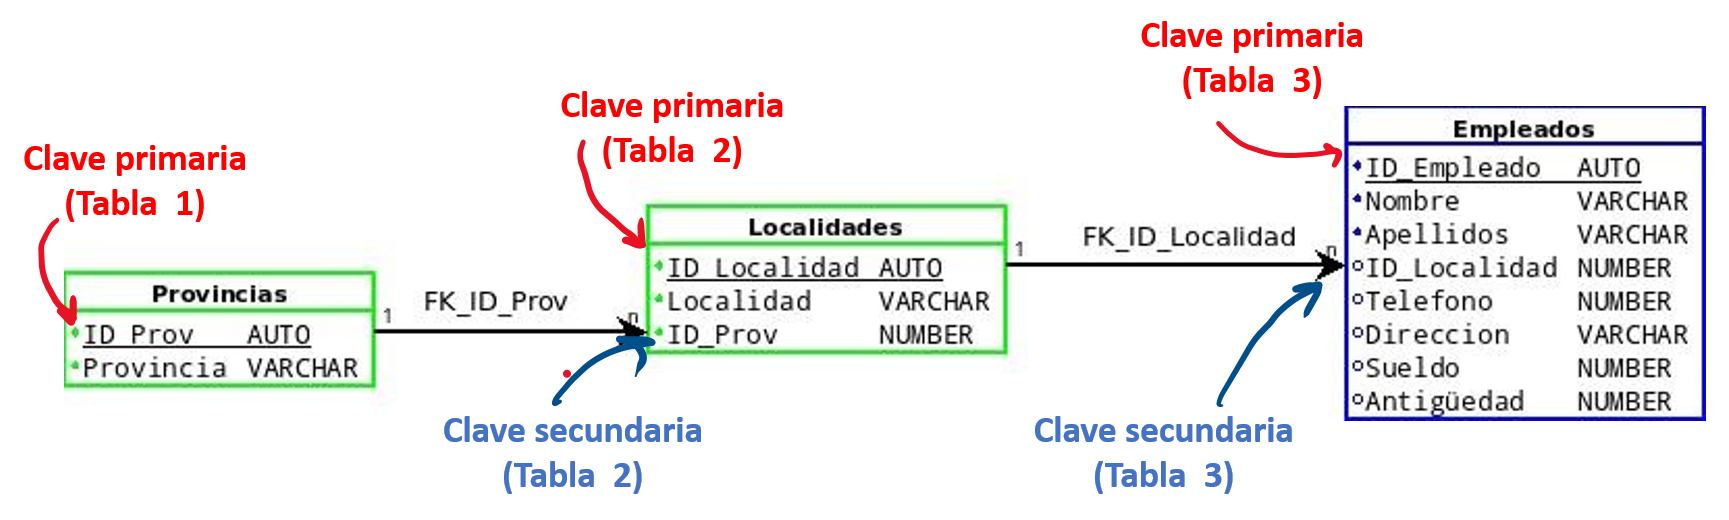 Clave primaria
(Tabla 1)
Provincias
ID_Prov AUTO
Provincia VARCHAR
1
FK_ID_Prov
n
Clave secundaria
(Tabla 2)
Clave primaria
(Tabla 2)
Localidades
ID_Localidad AUTO
Localidad VARCHAR
ID_Prov NUMBER
1
FK_ID_Localidad
n
Clave secundaria
(Tabla 3)
Clave primaria
(Tabla 3)
Empleados
ID_Empleado AUTO
Nombre VARCHAR
Apellidos VARCHAR
ID_Localidad NUMBER
Telefono NUMBER
Direccion VARCHAR
Sueldo NUMBER
Antigüedad NUMBER